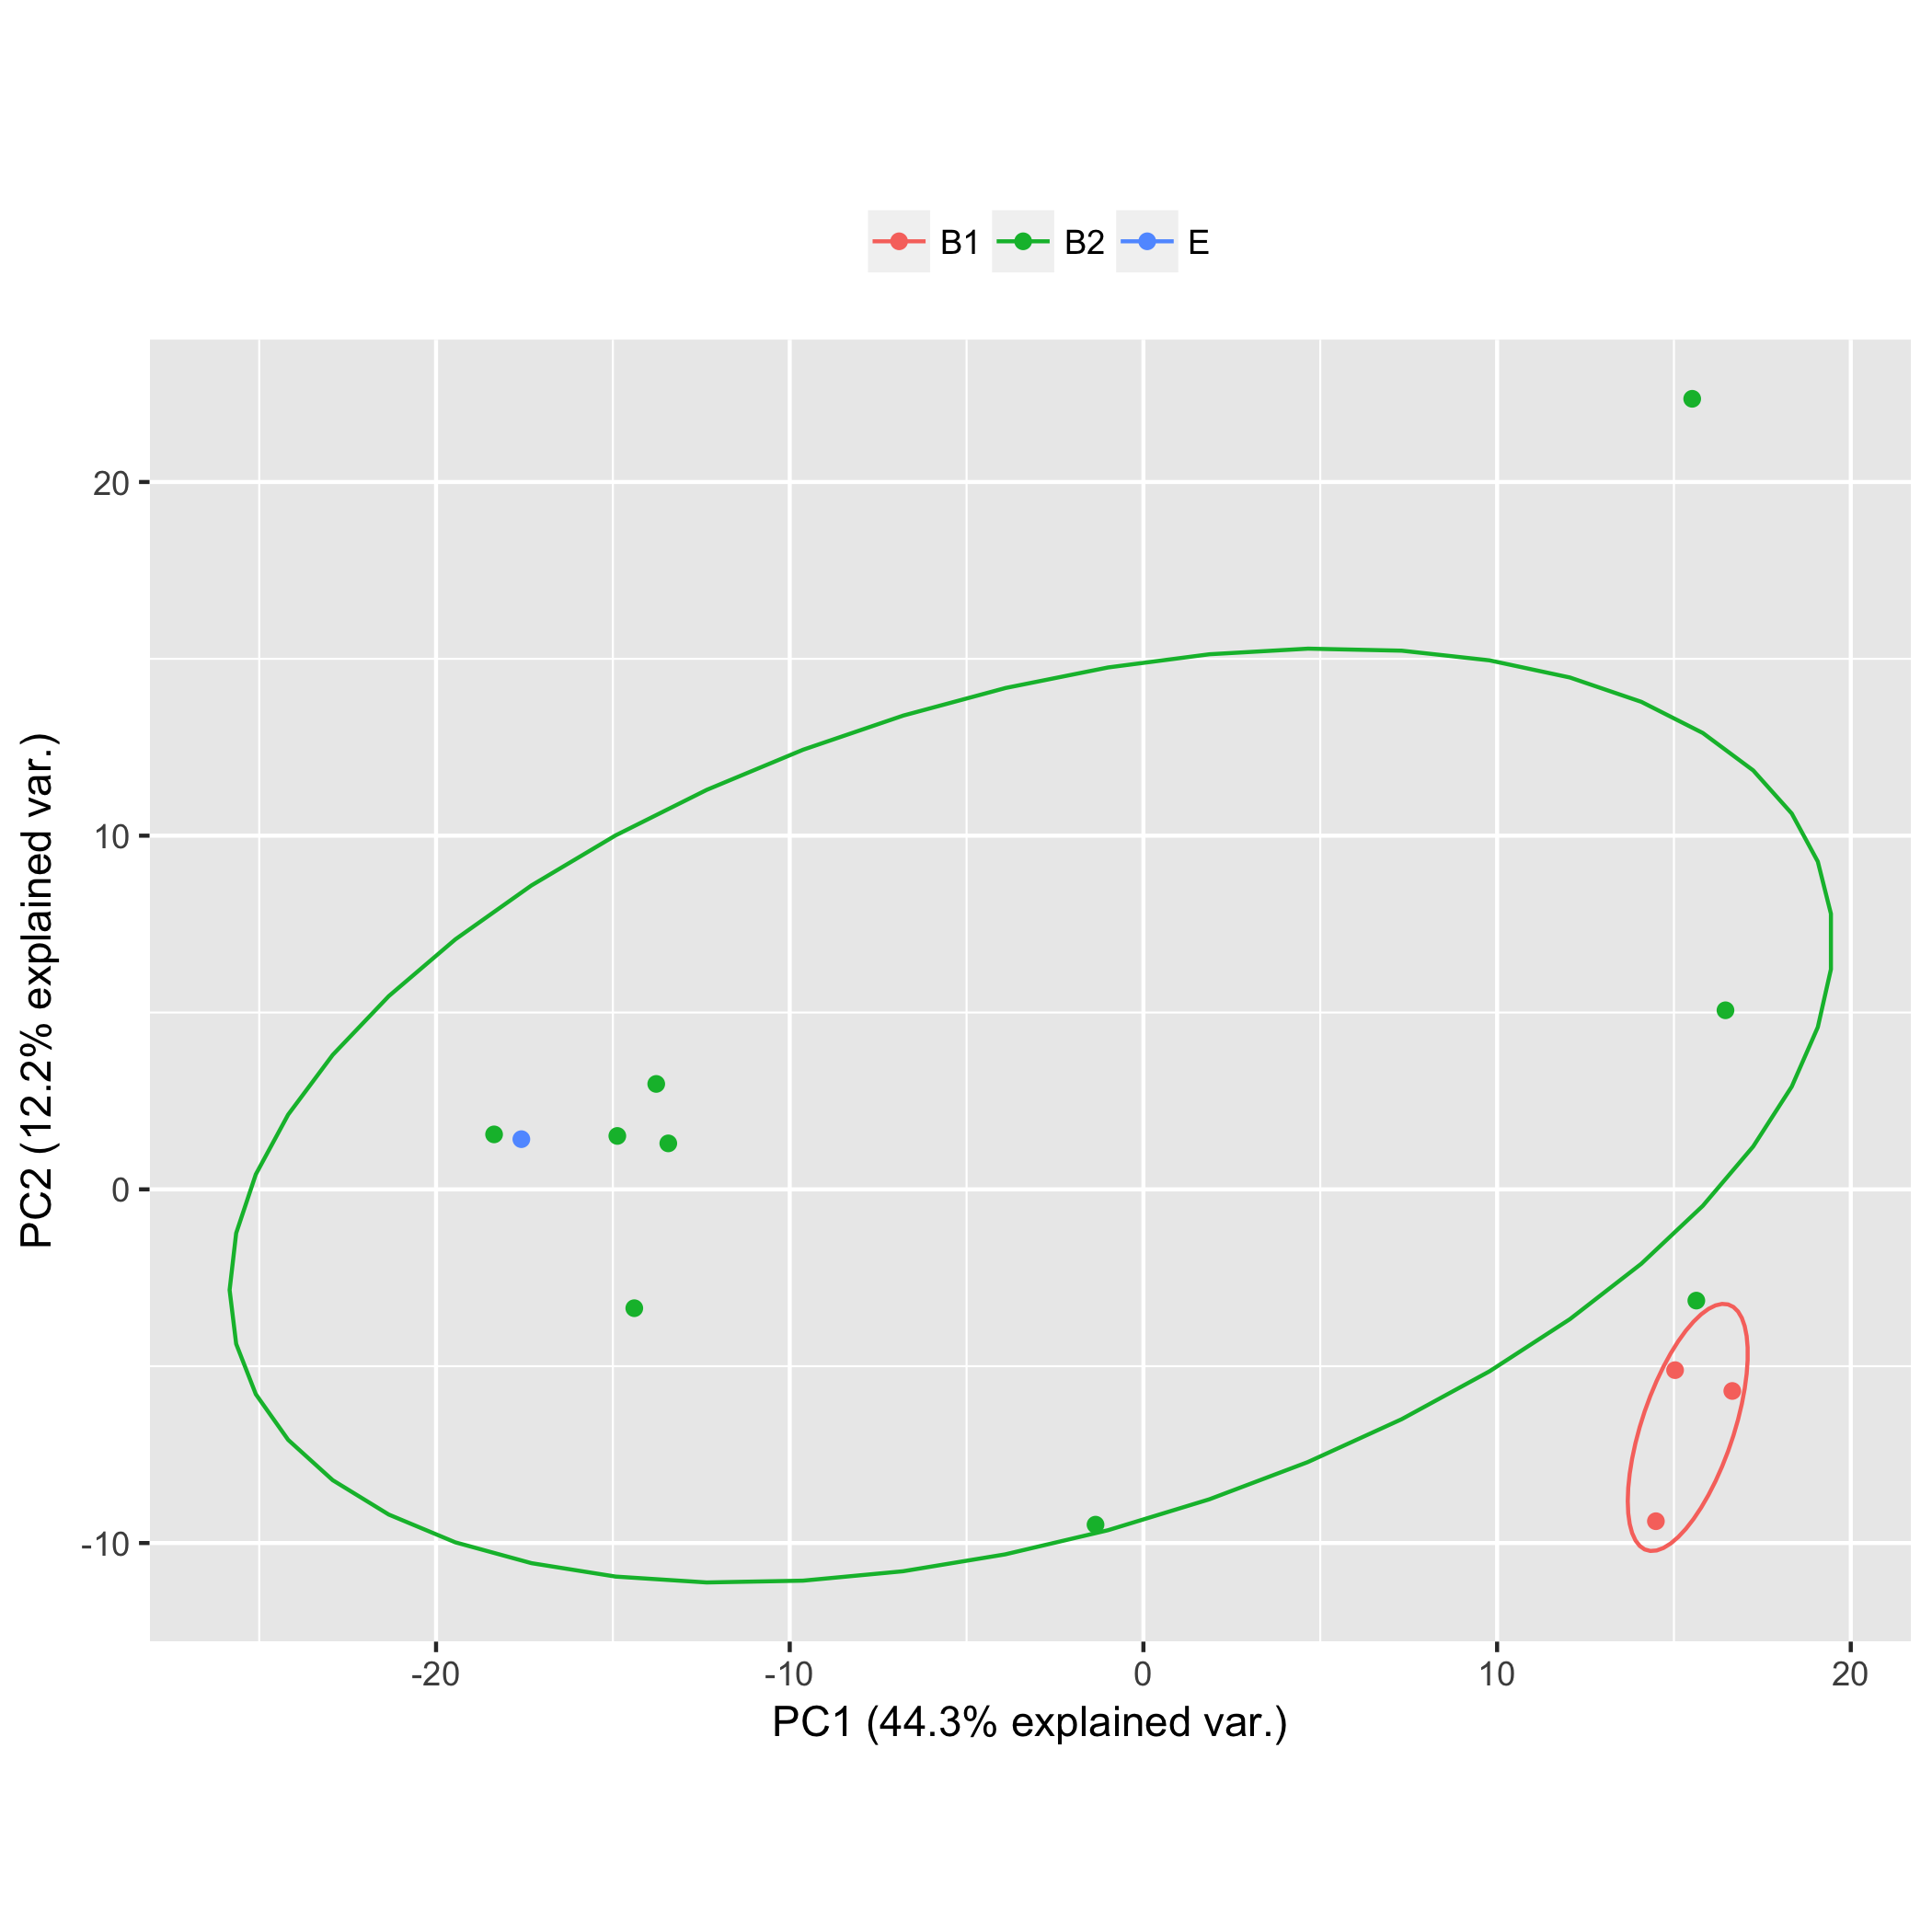 B1 B2 E
20
10
0
-10
PC2 (12.2% explained var.)
-20 -10 0 10 20
PC1 (44.3% explained var.)